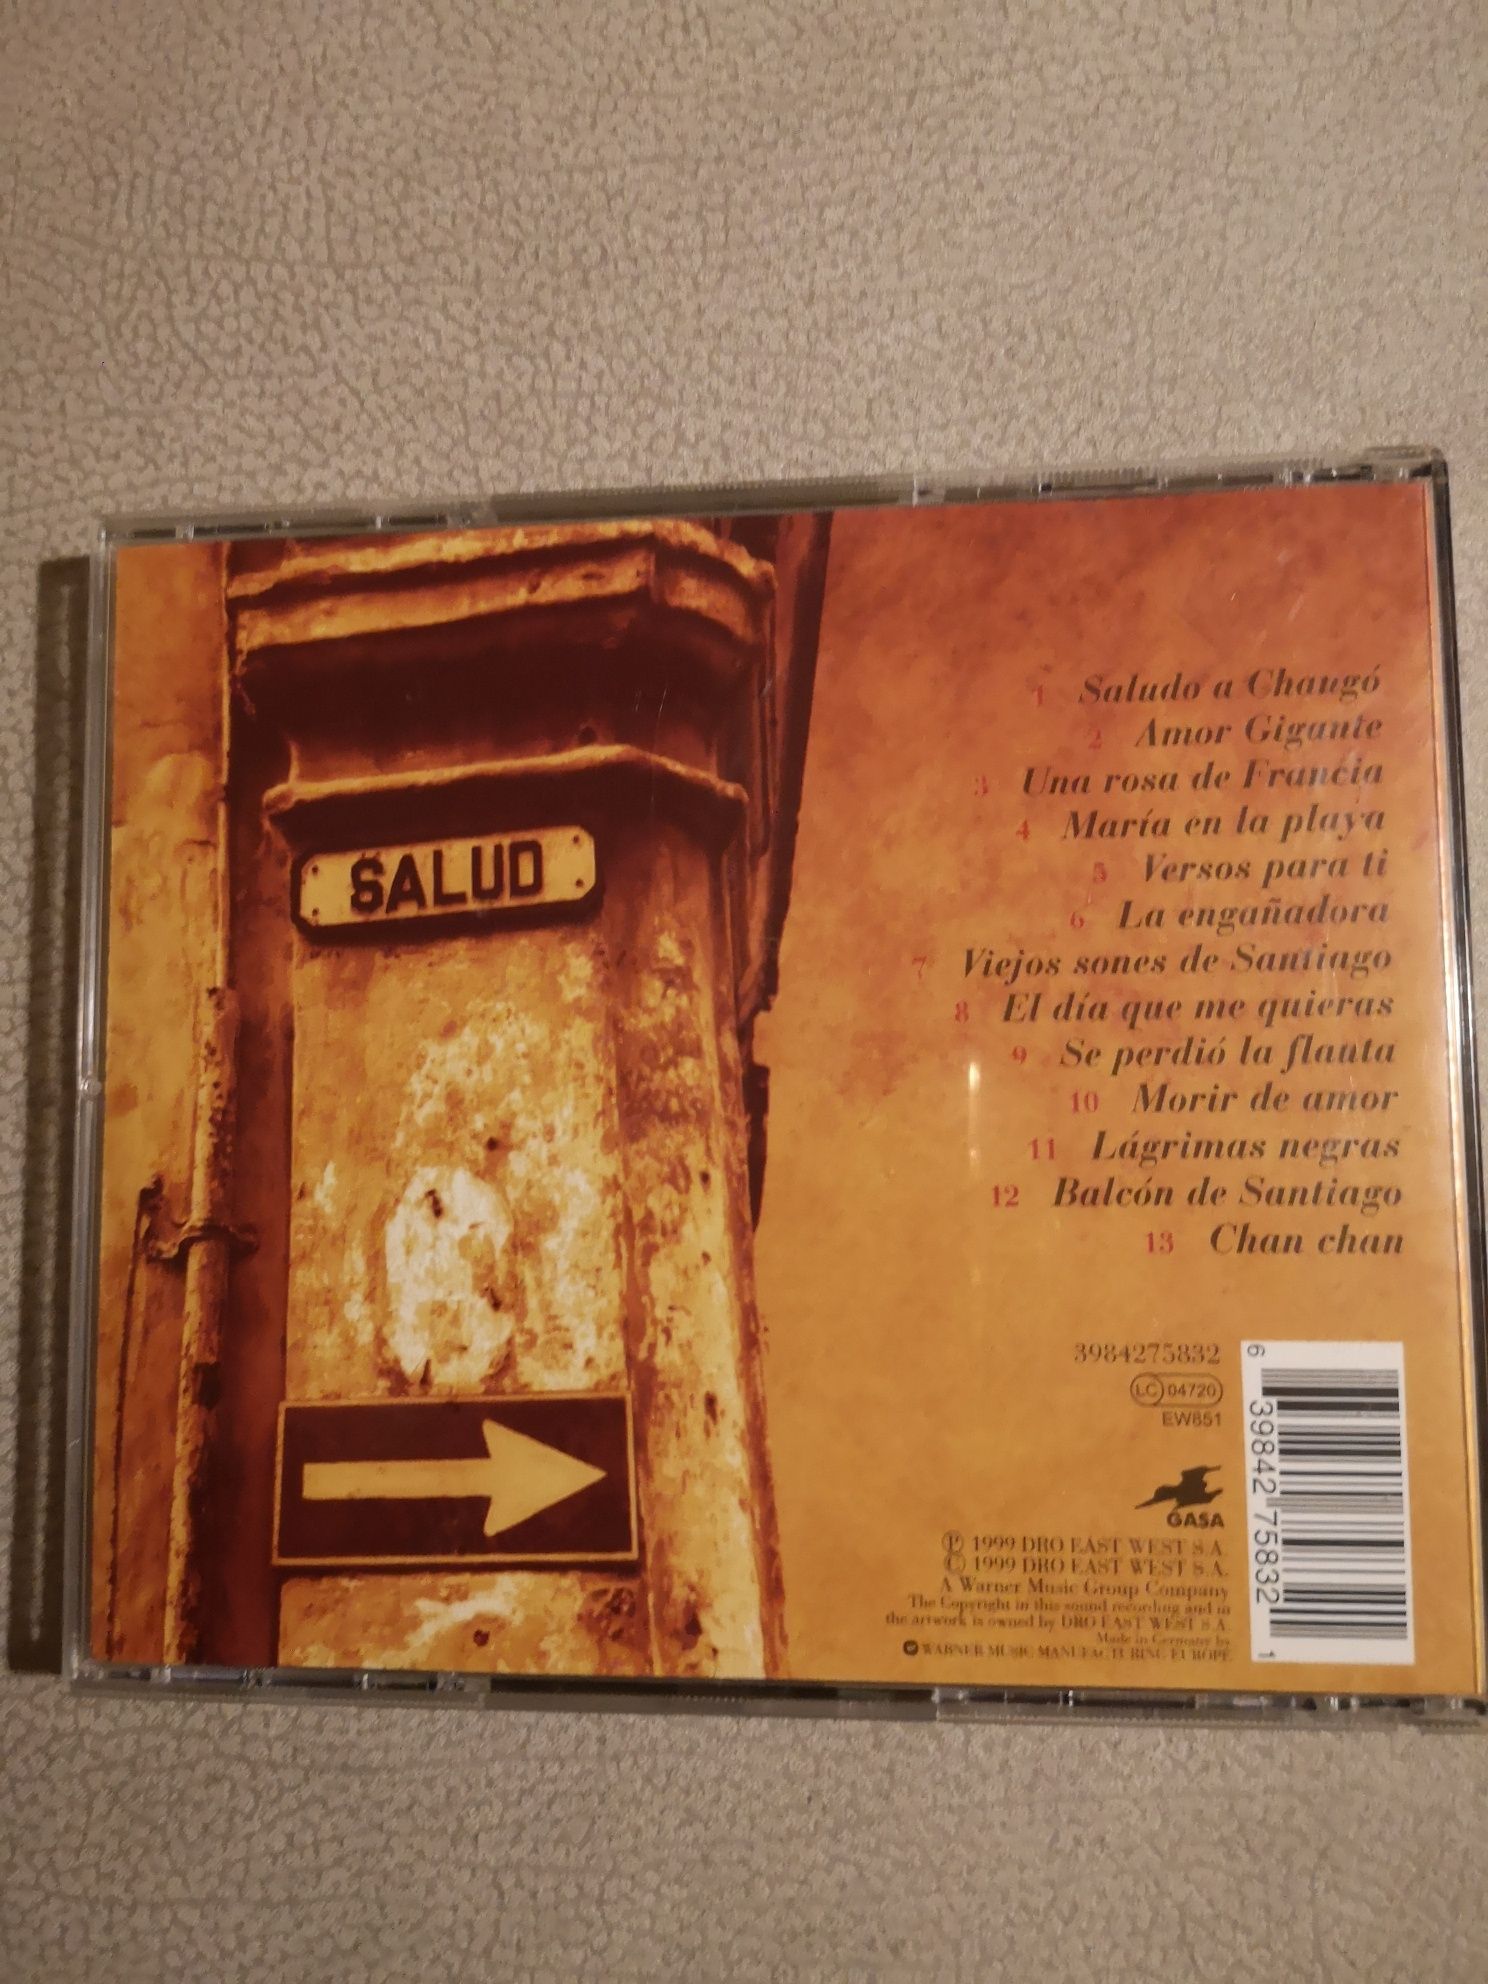 SALUD
1 Saludo a Changó
2 Amor Gigante
3 Una rosa de Francia
4 María en la playa
5 Versos para ti
6 La engañadora
7 Viejos sones de Santiago
8 El día que me quieras
9 Se perdió la flauta
10 Morir de amor
11 Lágrimas negras
12 Balcón de Santiago
13 Chan chan
3984275832
LC 04720
EW851
GASA
℗ 1999 DRO EAST WEST S.A.
© 1999 DRO EAST WEST S.A.
A Warner Music Group Company
The Copyright in this sound recording and in
the artwork is owned by DRO EAST WEST S.A.
Made in Germany by
WARNER MUSIC MANUFACTURING EUROPE
6 39842 75832 1